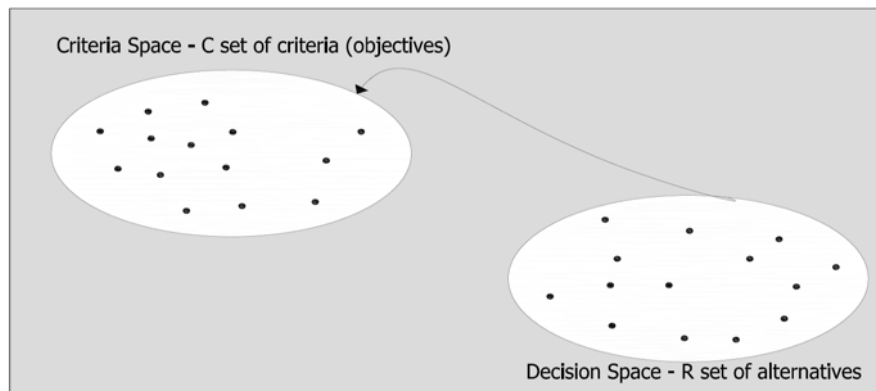 Criteria Space - C set of criteria (objectives)
Decision Space - R set of alternatives